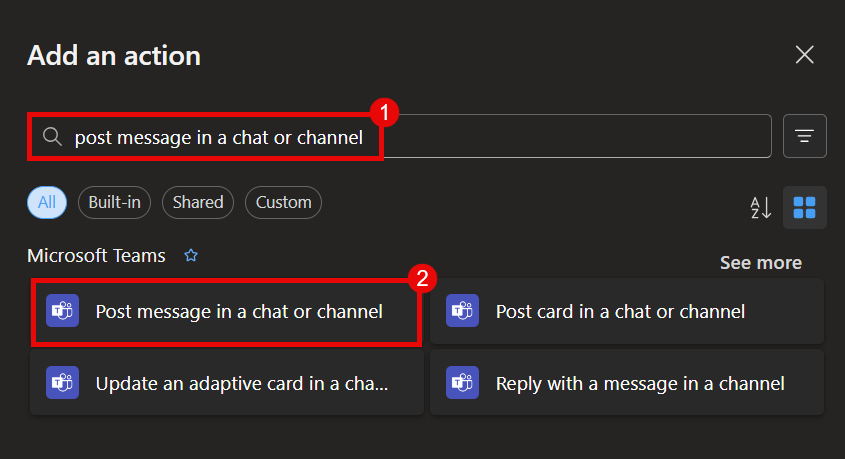 Add an action
1
post message in a chat or channel
All
Built-in
Shared
Custom
A
Z
Microsoft Teams
See more
2
T
Post message in a chat or channel
T
Post card in a chat or channel
T
Update an adaptive card in a cha...
T
Reply with a message in a channel